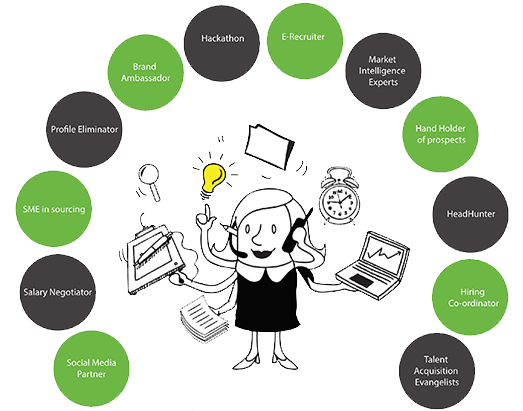 Hackathon
E-Recruiter
Brand
Ambassador
Market
Intelligence
Experts
Profile Eliminator
Hand Holder
of prospects
SME in sourcing
HeadHunter
Salary Negotiator
Hiring
Co-ordinator
Social Media
Partner
Talent
Acquisition
Evangelists